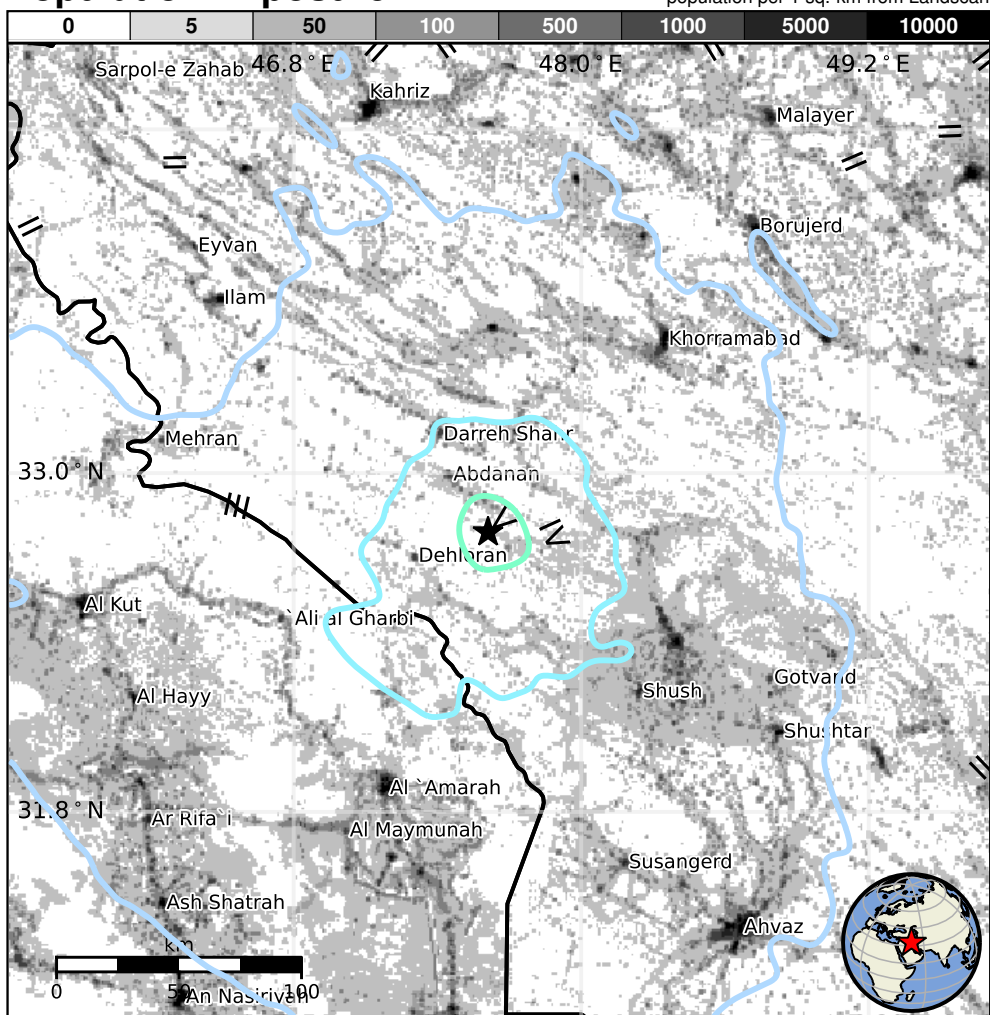 population per 1 sq. km from Landscan
0 5 50 100 500 1000 5000 10000
46.8°E 48.0°E 49.2°E
Sarpol-e Zahab
Kahriz
Malayer
Borujerd
Eyvan
Ilam
Khorramabad
Mehran
Darreh Shahr
33.0°N
Abdanan
Dehloran
IV
Al Kut
`Ali al Gharbi
Gotvand
Al Hayy
Shush
Shushtar
Al `Amarah
31.8°N
Ar Rifa`i
Al Maymunah
Susangerd
Ash Shatrah
Ahvaz
km
0 50 100
An Nasiriyah